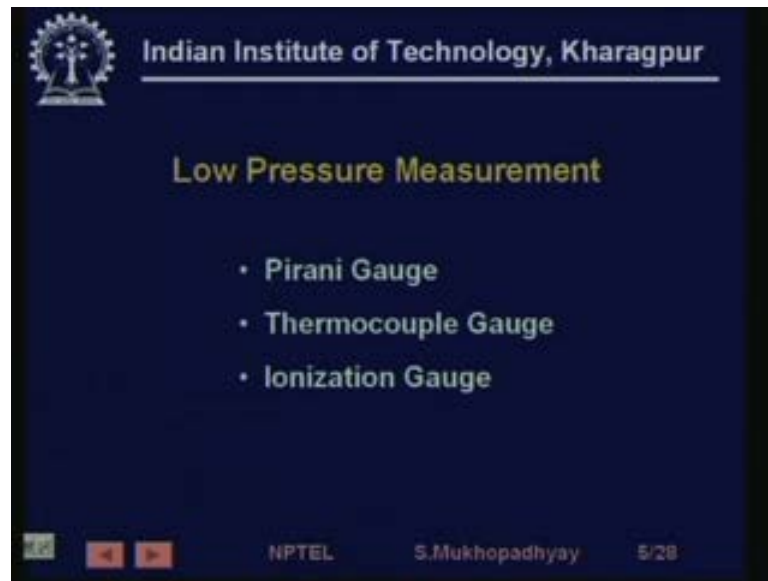 Indian Institute of Technology, Kharagpur
Low Pressure Measurement
• Pirani Gauge
• Thermocouple Gauge
• Ionization Gauge
NPTEL S.Mukhopadhyay 5/28